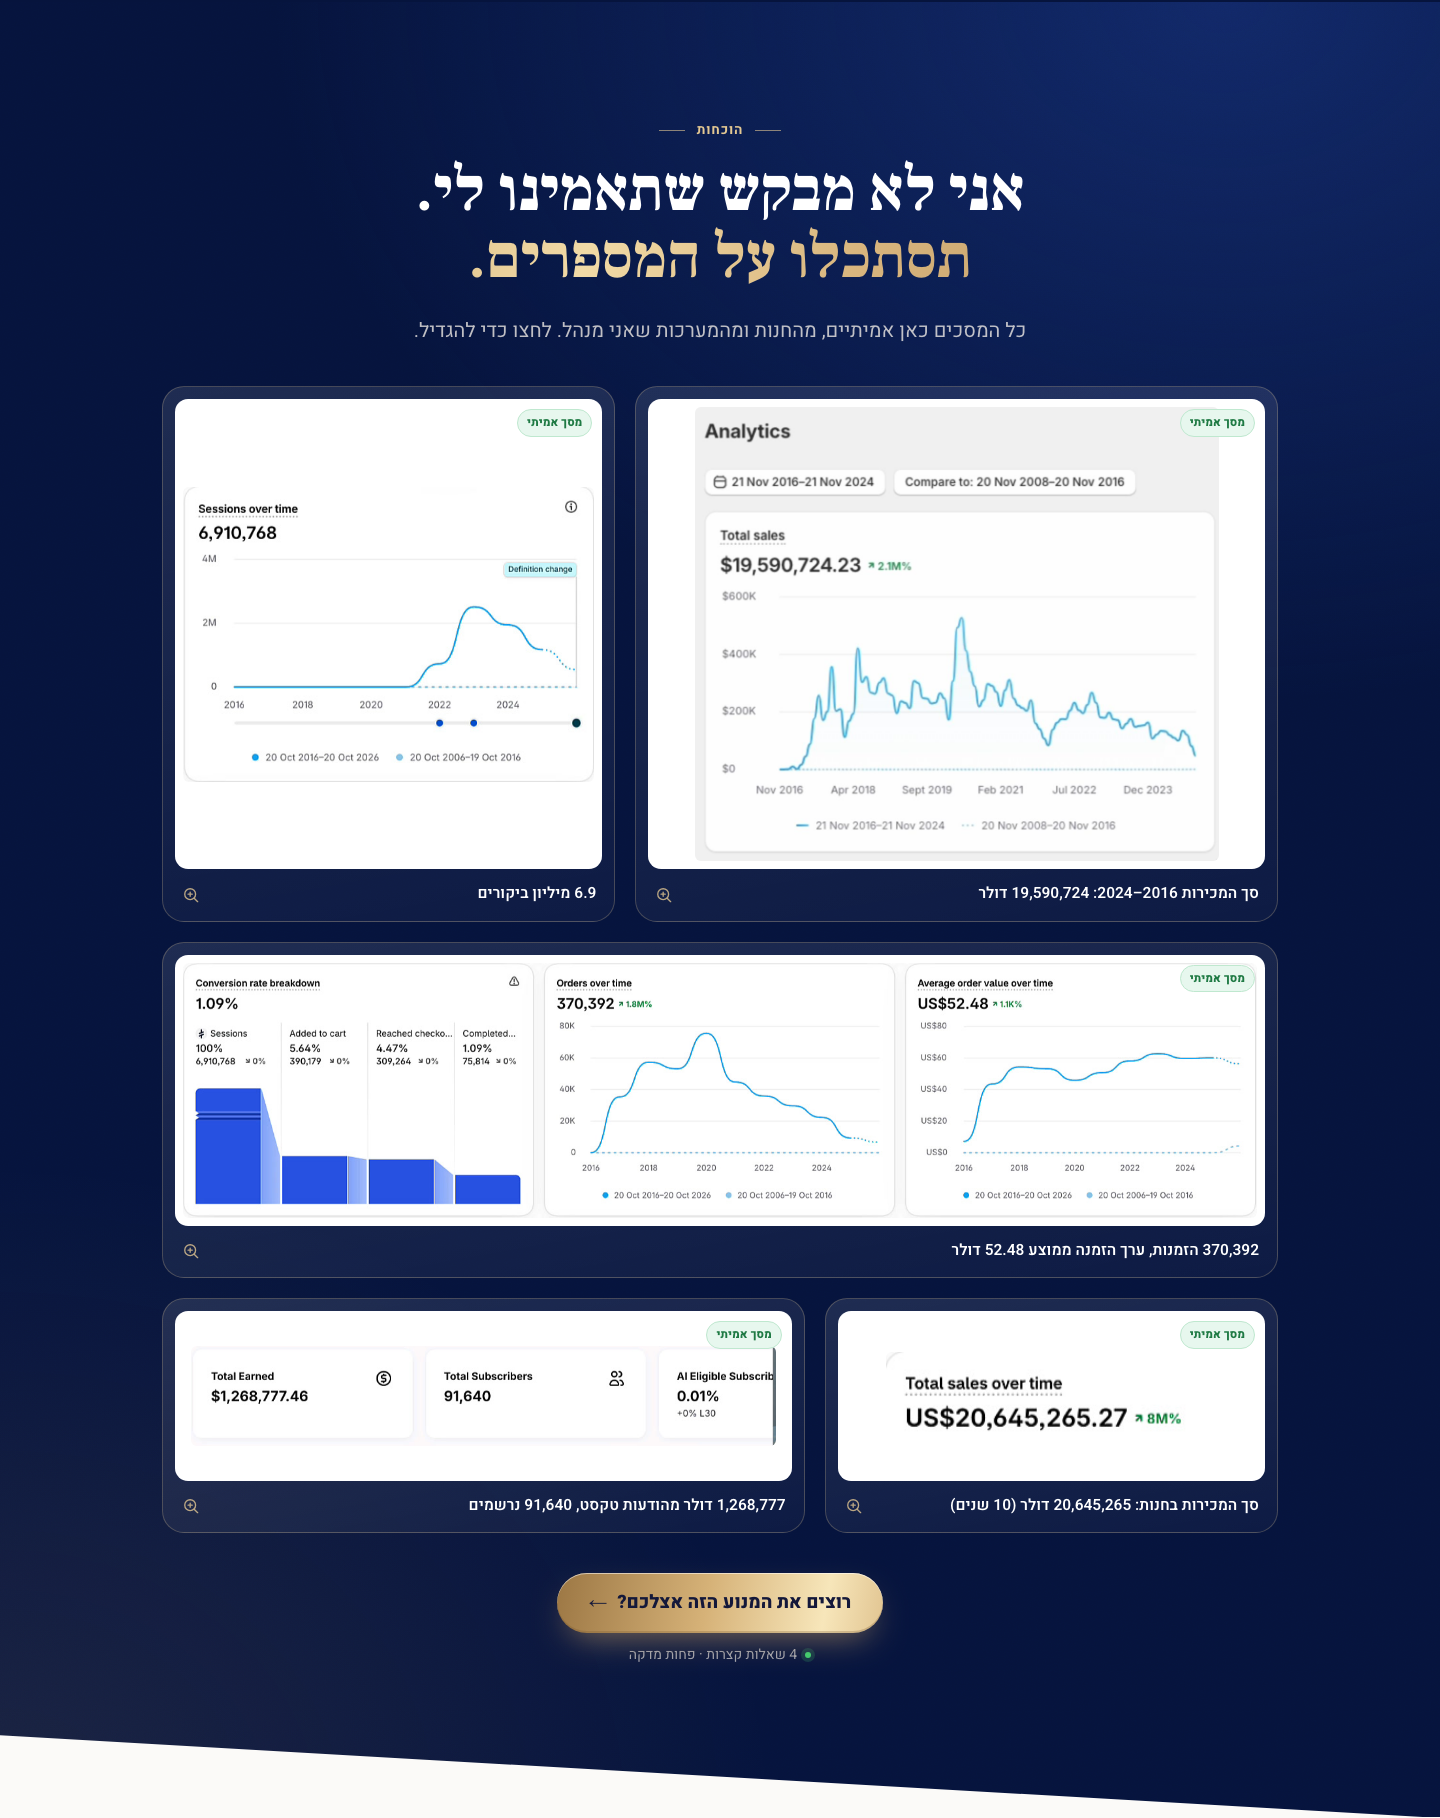 הוכחות
אני לא מבקש שתאמינו לי.
תסתכלו על המספרים.
כל המסכים כאן אמיתיים, מהחנות ומהמערכות שאני מנהל. לחצו כדי להגדיל.
מסך אמיתי
Analytics
21 Nov 2016–21 Nov 2024
Compare to: 20 Nov 2008–20 Nov 2016
Total sales
$19,590,724.23 ↗ 2.1M%
$600K
$400K
$200K
$0
Nov 2016 Apr 2018 Sept 2019 Feb 2021 Jul 2022 Dec 2023
21 Nov 2016–21 Nov 2024 20 Nov 2008–20 Nov 2016
סך המכירות 2016–2024: 19,590,724 דולר
מסך אמיתי
Sessions over time
6,910,768
4M
Definition change
2M
0
2016 2018 2020 2022 2024
20 Oct 2016–20 Oct 2026 20 Oct 2006–19 Oct 2016
6.9 מיליון ביקורים
מסך אמיתי
Conversion rate breakdown
1.09%
Sessions Added to cart Reached checko... Completed...
100% 5.64% 4.47% 1.09%
6,910,768 ↘ 0% 390,179 ↘ 0% 309,264 ↘ 0% 75,814 ↘ 0%
Orders over time
370,392 ↗ 1.8M%
80K
60K
40K
20K
0
2016 2018 2020 2022 2024
20 Oct 2016–20 Oct 2026 20 Oct 2006–19 Oct 2016
Average order value over time
US$52.48 ↗ 1.1K%
US$80
US$60
US$40
US$20
US$0
2016 2018 2020 2022 2024
20 Oct 2016–20 Oct 2026 20 Oct 2006–19 Oct 2016
370,392 הזמנות, ערך הזמנה ממוצע 52.48 דולר
מסך אמיתי
Total sales over time
US$20,645,265.27 ↗ 8M%
סך המכירות בחנות: 20,645,265 דולר (10 שנים)
מסך אמיתי
Total Earned
$1,268,777.46
Total Subscribers
91,640
AI Eligible Subscrib
0.01%
+0% L30
1,268,777 דולר מהודעות טקסט, 91,640 נרשמים
רוצים את המנוע הזה אצלכם? ←
4 שאלות קצרות · פחות מדקה